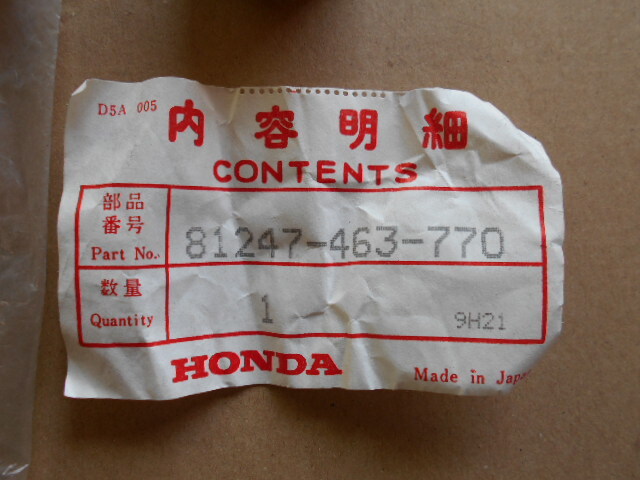 D5A 005
内容明細
CONTENTS
部品
番号
Part No.
81247-463-770
数量
Quantity
1
9H21
HONDA
Made in